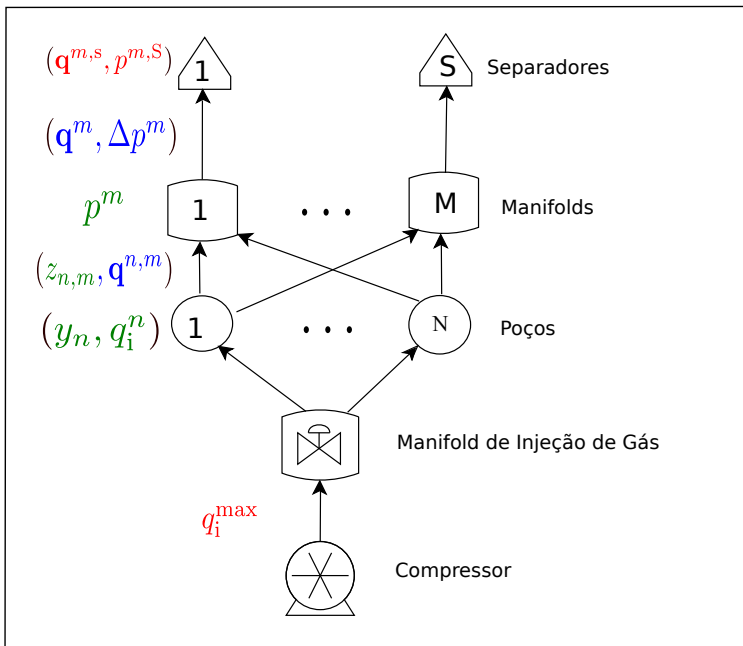 (q^{m,s}, p^{m,S}) 1 S Separadores
(q^m, Δp^m)
p^m 1 ... M Manifolds
(z_{n,m}, q^{n,m})
(y_n, q_i^n) 1 ... N Poços
Manifold de Injeção de Gás
q_i^{max}
Compressor